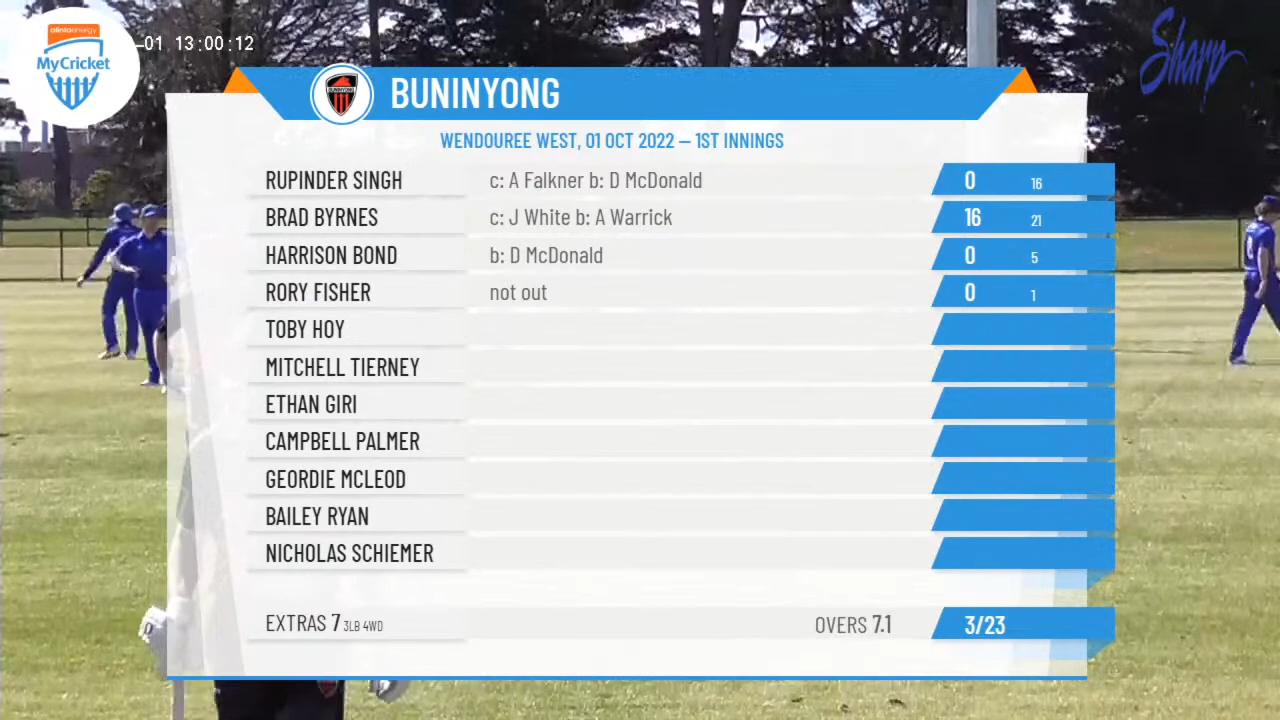 alintaenergy
MyCricket
-01 13:00:12
Sharp
BUNINYONG
BUNINYONG
WENDOUREE WEST, 01 OCT 2022 – 1ST INNINGS
RUPINDER SINGH c: A Falkner b: D McDonald 0 16
BRAD BYRNES c: J White b: A Warrick 16 21
HARRISON BOND b: D McDonald 0 5
RORY FISHER not out 0 1
TOBY HOY
MITCHELL TIERNEY
ETHAN GIRI
CAMPBELL PALMER
GEORDIE MCLEOD
BAILEY RYAN
NICHOLAS SCHIEMER
EXTRAS 7 3LB 4WD OVERS 7.1 3/23